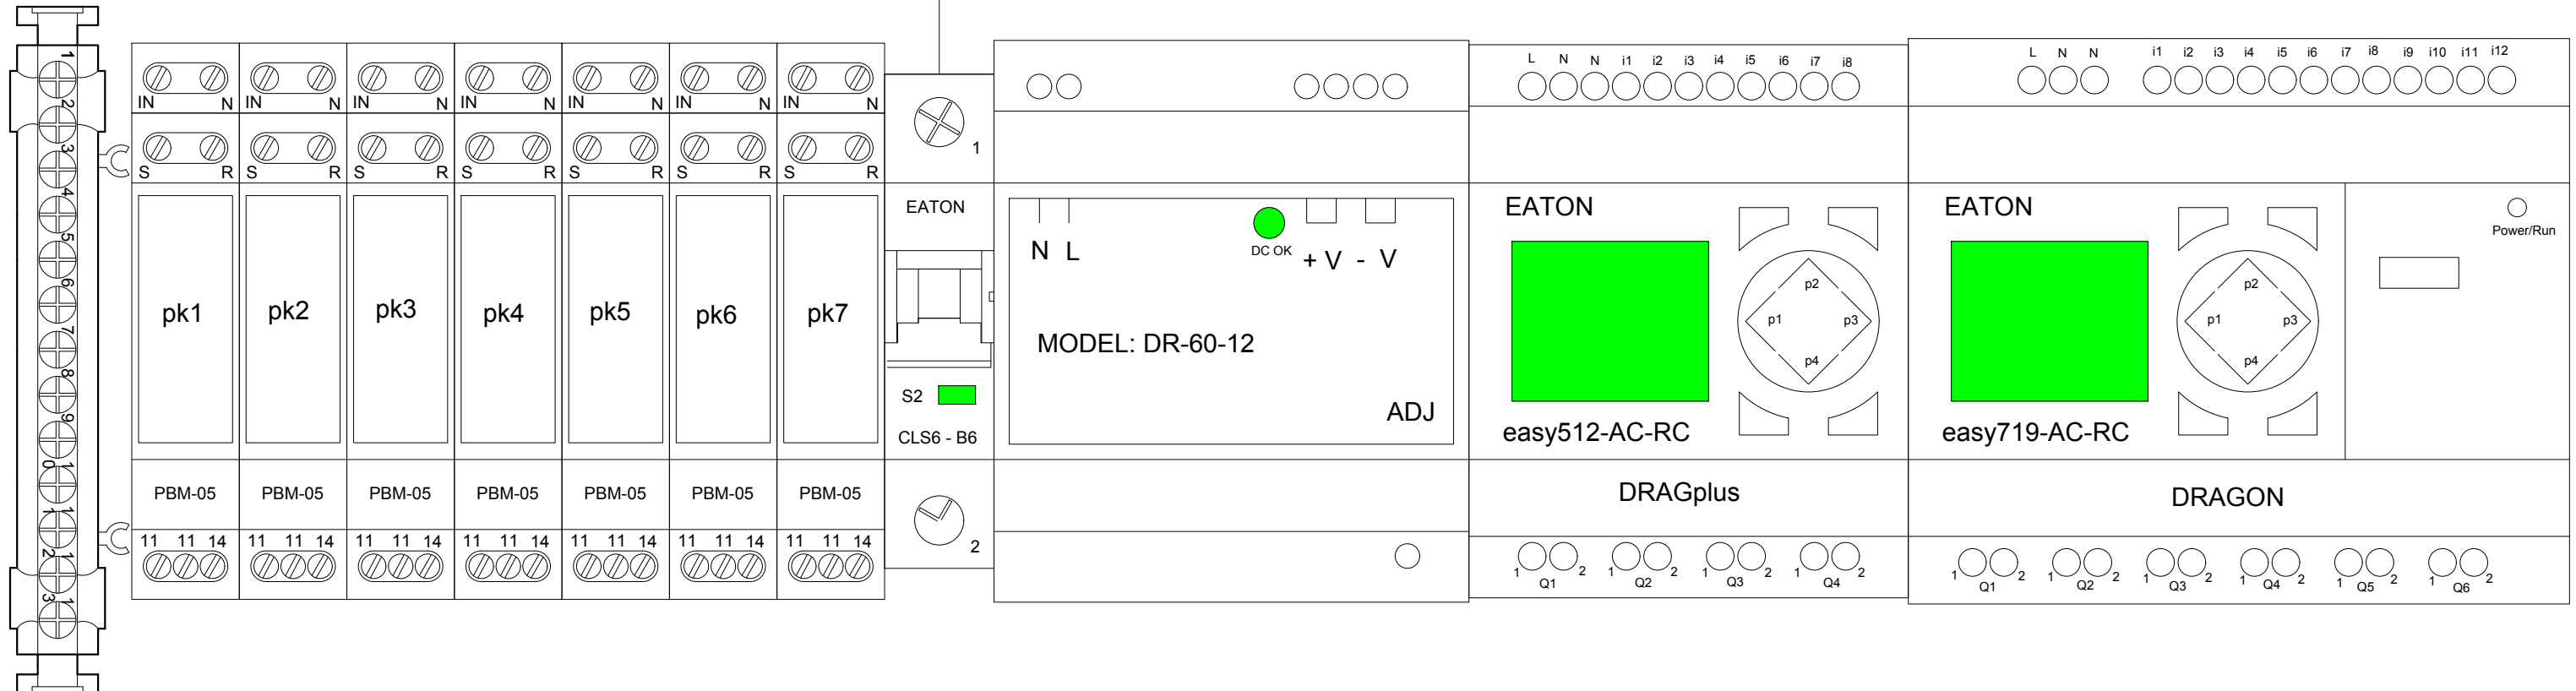 1
2
3
4
5
6
7
8
9
10
11
12
13
IN N IN N IN N IN N IN N IN N IN N
S R S R S R S R S R S R S R
pk1 pk2 pk3 pk4 pk5 pk6 pk7
PBM-05 PBM-05 PBM-05 PBM-05 PBM-05 PBM-05 PBM-05
11 11 14 11 11 14 11 11 14 11 11 14 11 11 14 11 11 14 11 11 14
1
EATON
S2
CLS6 - B6
2
N L
DC OK
+ V - V
MODEL: DR-60-12
ADJ
L N N i1 i2 i3 i4 i5 i6 i7 i8
EATON
p2
p1 p3
p4
easy512-AC-RC
DRAGplus
1 2 1 2 1 2 1 2
Q1 Q2 Q3 Q4
L N N i1 i2 i3 i4 i5 i6 i7 i8 i9 i10 i11 i12
EATON
Power/Run
p2
p1 p3
p4
easy719-AC-RC
DRAGON
1 2 1 2 1 2 1 2 1 2 1 2
Q1 Q2 Q3 Q4 Q5 Q6